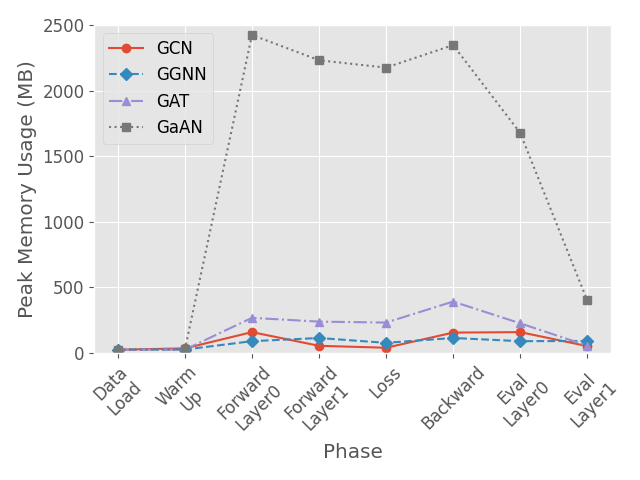 2500
2000
1500
1000
500
0
Peak Memory Usage (MB)
GCN
GGNN
GAT
GaAN
Data
Load
Warm
Up
Forward
Layer0
Forward
Layer1
Loss
Backward
Eval
Layer0
Eval
Layer1
Phase